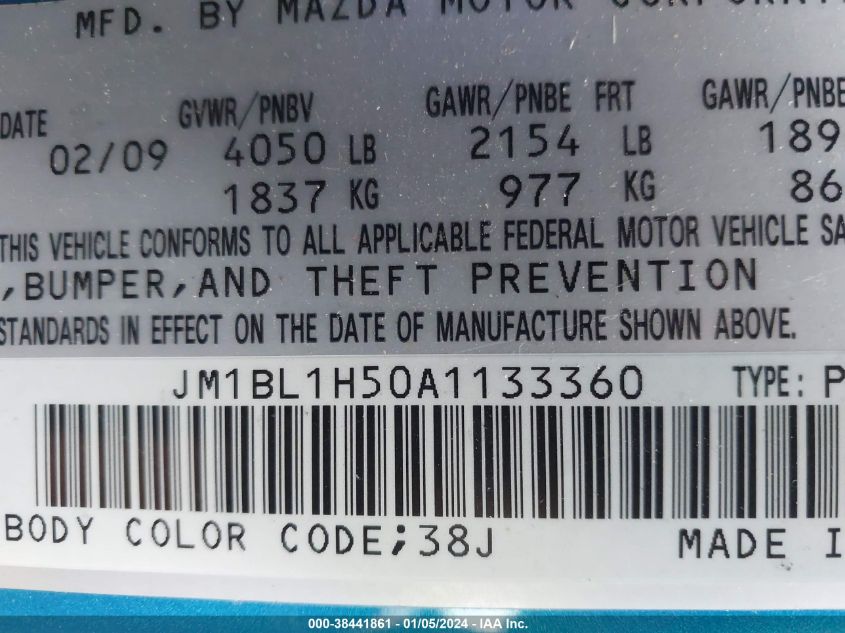 MFD. BY MAZDA MOTOR
DATE GVWR/PNBV GAWR/PNBE FRT GAWR/PNBE
02/09 4050 LB 2154 LB 189
1837 KG 977 KG 86
THIS VEHICLE CONFORMS TO ALL APPLICABLE FEDERAL MOTOR VEHICLE SA
,BUMPER,AND THEFT PREVENTION
STANDARDS IN EFFECT ON THE DATE OF MANUFACTURE SHOWN ABOVE.
JM1BL1H50A1133360 TYPE: P
BODY COLOR CODE;38J MADE I
000-38441861 - 01/05/2024 - IAA Inc.